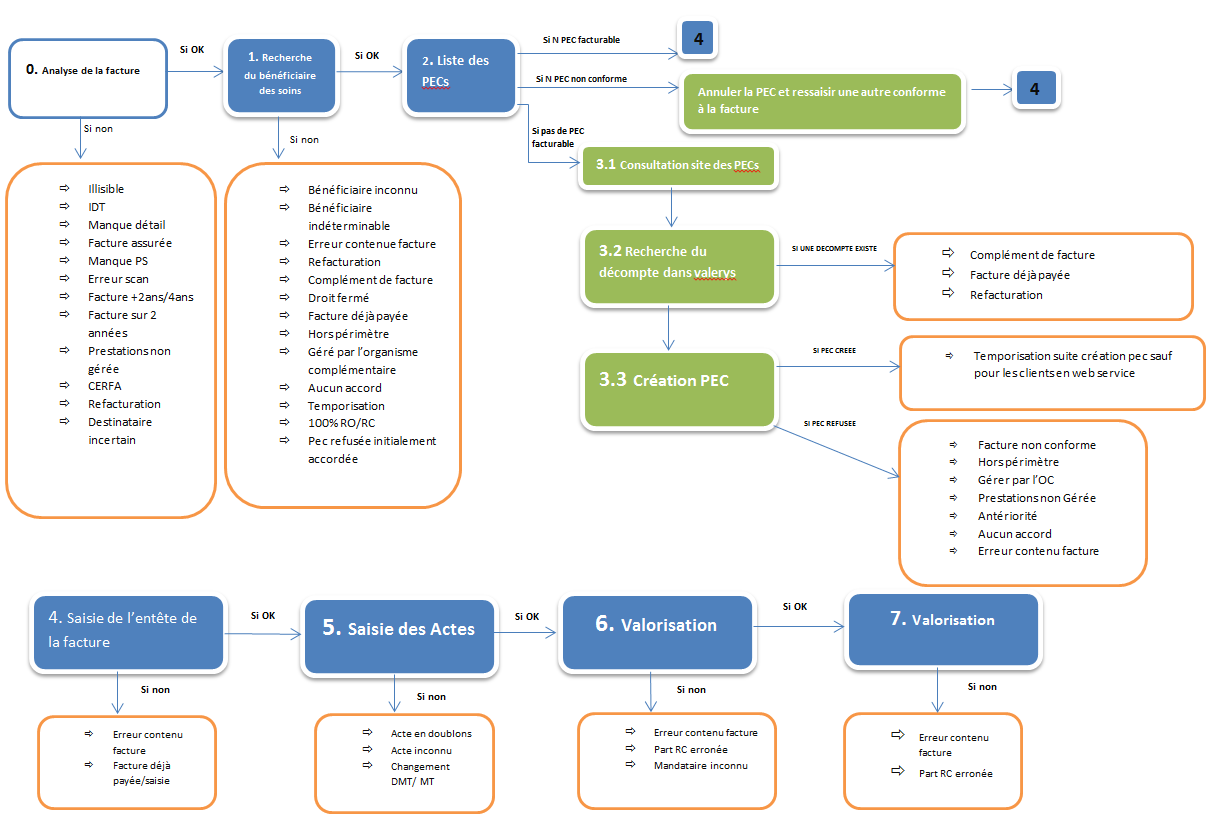 0. Analyse de la facture
Si OK
1. Recherche
du bénéficiaire
des soins
Si OK
2. Liste des
PECs
Si N PEC facturable
4
Si N PEC non conforme
Annuler la PEC et ressaisir une autre conforme
à la facture
4
Si pas de PEC
facturable
3.1 Consultation site des PECs
3.2 Recherche du
décompte dans valerys
SI UNE DECOMPTE EXISTE
⇨ Complément de facture
⇨ Facture déjà payée
⇨ Refacturation
3.3 Création PEC
SI PEC CREEE
⇨ Temporisation suite création pec sauf
pour les clients en web service
SI PEC REFUSEE
⇨ Facture non conforme
⇨ Hors périmètre
⇨ Gérer par l’OC
⇨ Prestations non Gérée
⇨ Antériorité
⇨ Aucun accord
⇨ Erreur contenu facture
Si non
⇨ Illisible
⇨ IDT
⇨ Manque détail
⇨ Facture assurée
⇨ Manque PS
⇨ Erreur scan
⇨ Facture +2ans/4ans
⇨ Facture sur 2
années
⇨ Prestations non
gérée
⇨ CERFA
⇨ Refacturation
⇨ Destinataire
incertain
Si non
⇨ Bénéficiaire inconnu
⇨ Bénéficiaire
indéterminable
⇨ Erreur contenue facture
⇨ Refacturation
⇨ Complément de facture
⇨ Droit fermé
⇨ Facture déjà payée
⇨ Hors périmètre
⇨ Géré par l’organisme
complémentaire
⇨ Aucun accord
⇨ Temporisation
⇨ 100% RO/RC
⇨ Pec refusée initialement
accordée
4. Saisie de l’entête de
la facture
Si OK
5. Saisie des Actes
Si OK
6. Valorisation
Si OK
7. Valorisation
Si non
⇨ Erreur contenu
facture
⇨ Facture déjà
payée/saisie
Si non
⇨ Acte en doublons
⇨ Acte inconnu
⇨ Changement
DMT/ MT
Si non
⇨ Erreur contenu facture
⇨ Part RC erronée
⇨ Mandataire inconnu
Si non
⇨ Erreur contenu
facture
⇨ Part RC erronée